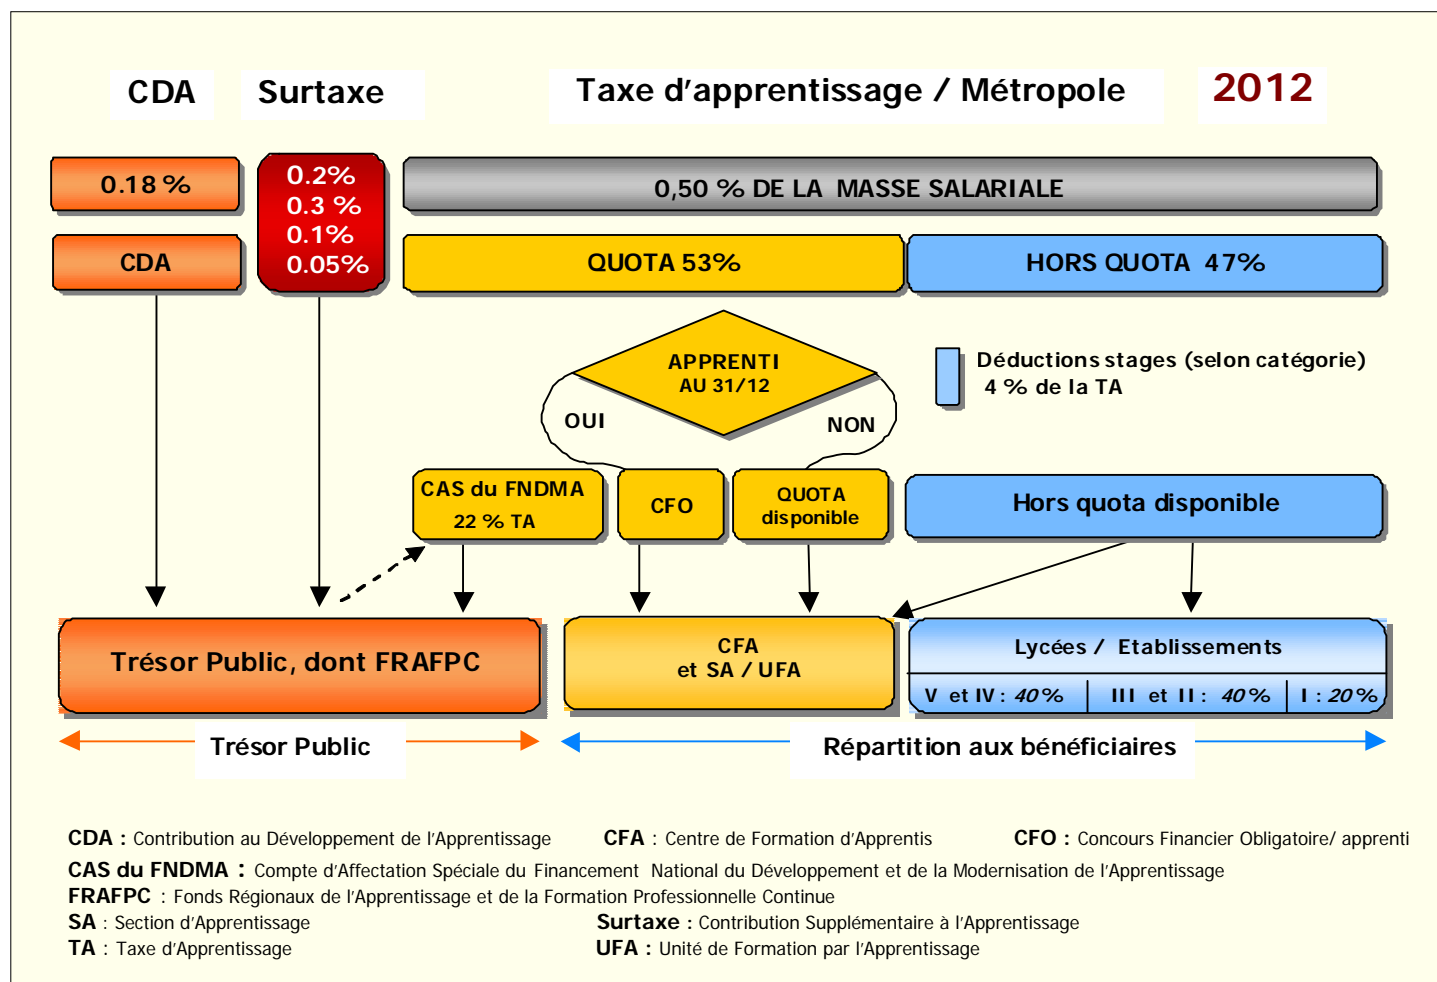 CDA Surtaxe Taxe d'apprentissage / Métropole 2012
0.18 %
0.2%
0.3 %
0.1%
0.05%
0,50 % DE LA MASSE SALARIALE
CDA
QUOTA 53%
HORS QUOTA 47%
APPRENTI
AU 31/12
Déductions stages (selon catégorie)
4 % de la TA
OUI
NON
CAS du FNDMA
22 % TA
CFO
QUOTA
disponible
Hors quota disponible
Trésor Public, dont FRAFPC
CFA
et SA / UFA
Lycées / Etablissements
V et IV : 40%
III et II : 40%
I : 20%
Trésor Public
Répartition aux bénéficiaires
CDA : Contribution au Développement de l'Apprentissage CFA : Centre de Formation d'Apprentis CFO : Concours Financier Obligatoire/ apprenti
CAS du FNDMA : Compte d'Affectation Spéciale du Financement National du Développement et de la Modernisation de l'Apprentissage
FRAFPC : Fonds Régionaux de l'Apprentissage et de la Formation Professionnelle Continue
SA : Section d'Apprentissage Surtaxe : Contribution Supplémentaire à l'Apprentissage
TA : Taxe d'Apprentissage UFA : Unité de Formation par l'Apprentissage